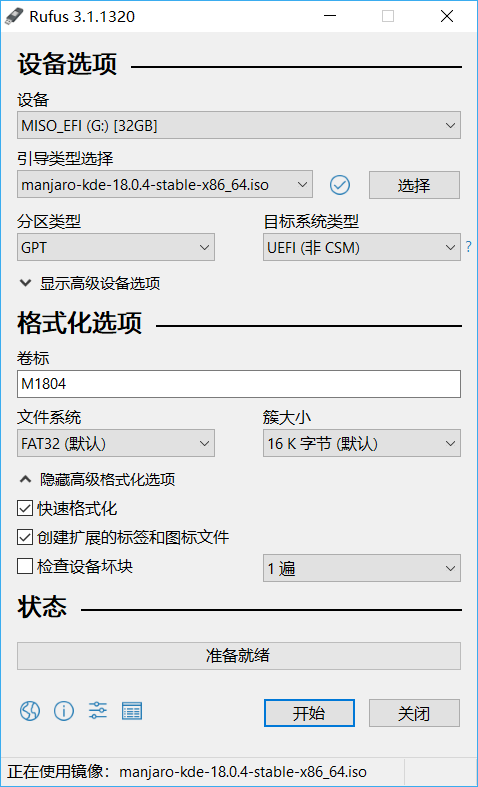 Rufus 3.1.1320
设备选项
设备
MISO_EFI (G:) [32GB]
引导类型选择
manjaro-kde-18.0.4-stable-x86_64.iso
选择
分区类型
目标系统类型
GPT
UEFI (非 CSM)
?
显示高级设备选项
格式化选项
卷标
M1804
文件系统
簇大小
FAT32 (默认)
16 K 字节 (默认)
隐藏高级格式化选项
快速格式化
创建扩展的标签和图标文件
检查设备坏块
1 遍
状态
准备就绪
开始
关闭
正在使用镜像：manjaro-kde-18.0.4-stable-x86_64.iso